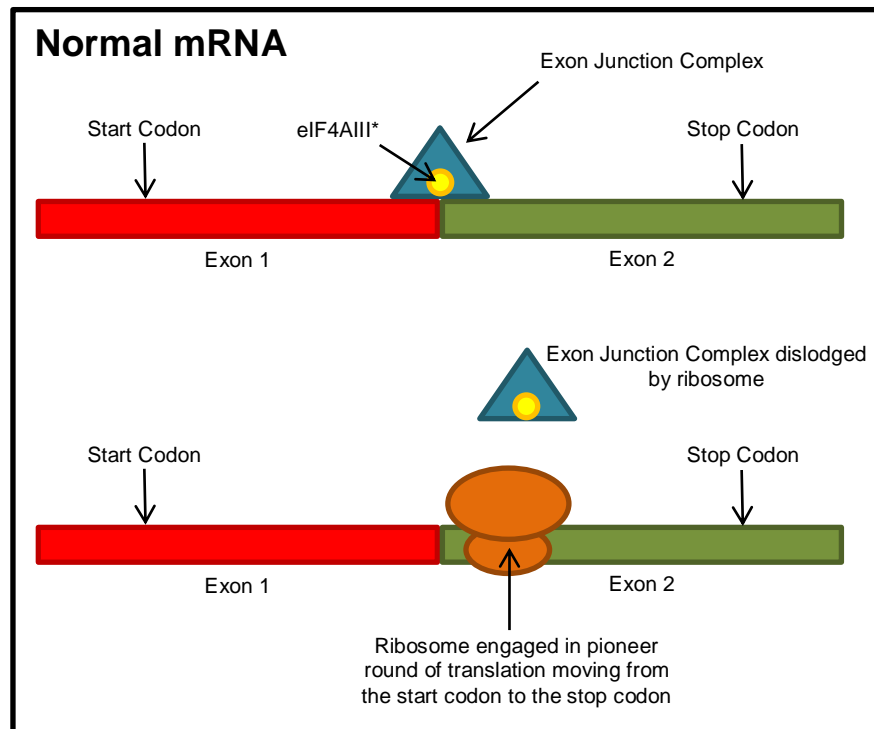 Normal mRNA
Exon Junction Complex
Start Codon
eIF4AIII*
Stop Codon
Exon 1
Exon 2
Exon Junction Complex dislodged
by ribosome
Start Codon
Stop Codon
Exon 1
Exon 2
Ribosome engaged in pioneer
round of translation moving from
the start codon to the stop codon